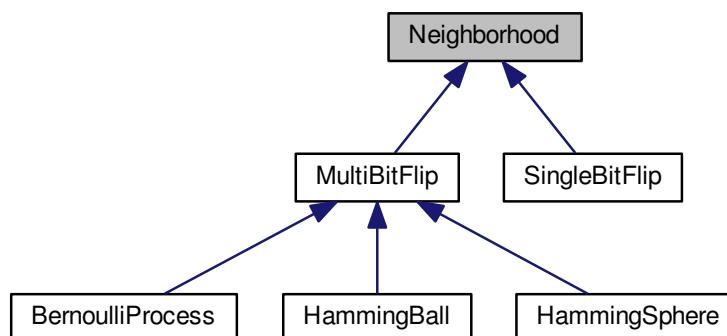 Neighborhood
MultiBitFlip
SingleBitFlip
BernoulliProcess
HammingBall
HammingSphere